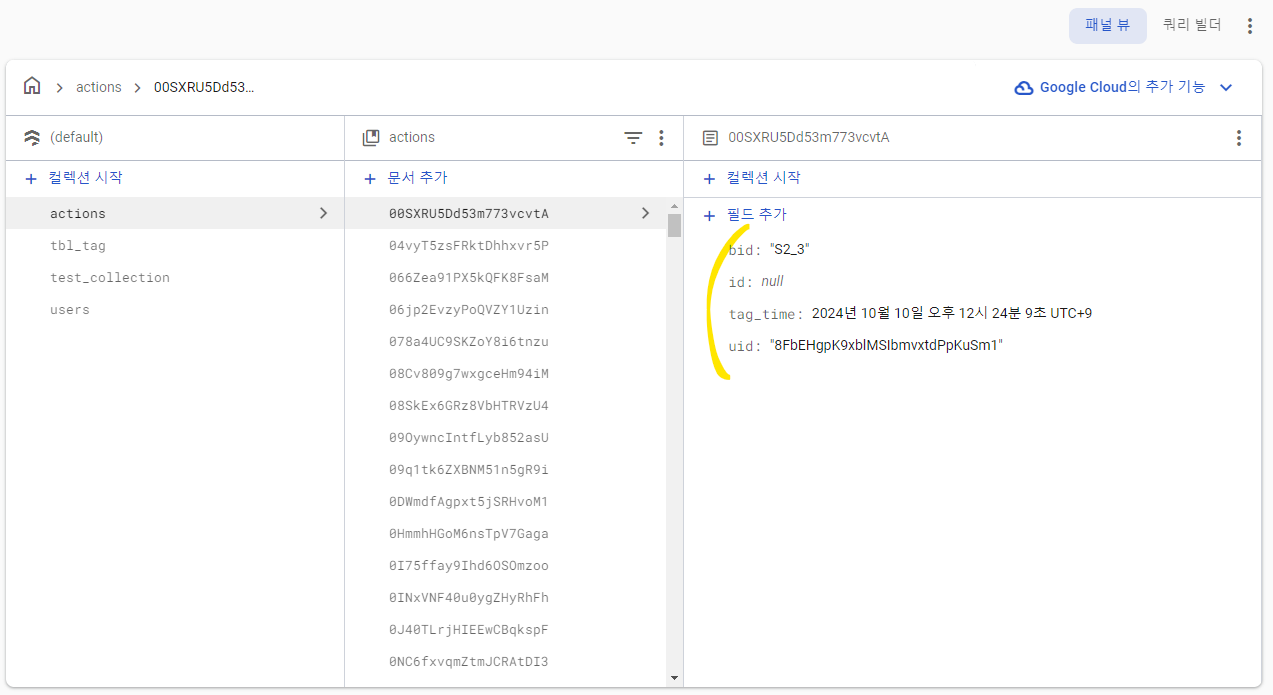 패널 뷰 쿼리 빌더
actions 00SXRU5Dd53... Google Cloud의 추가 기능
(default)
컬렉션 시작
actions
tbl_tag
test_collection
users
actions
문서 추가
00SXRU5Dd53m773vcvtA
04vyT5zsFRktDhhxvr5P
066Zea91PX5kQFK8FsaM
06jp2EvzyPoQVZY1Uzin
078a4UC9SKZoY8i6tnzu
08Cv809g7wxgceHm94iM
08SkEx6GRz8VbHTRVzU4
09OywncIntfLyb852asU
09q1tk6ZXBNM51n5gR9i
0DWmdfAgpxt5jSRHvoM1
0HmmhHGoM6nsTpV7Gaga
0I75ffay9Ihd6OSOmzoo
0INxVNF40u0ygZHyRhFh
0J40TLrjHIEEwCBqkspF
0NC6fxvqmZtmJCRAtDI3
00SXRU5Dd53m773vcvtA
컬렉션 시작
필드 추가
bid: "S2_3"
id: null
tag_time: 2024년 10월 10일 오후 12시 24분 9초 UTC+9
uid: "8FbEHgpK9xblMSIbmvxtdPpKuSm1"